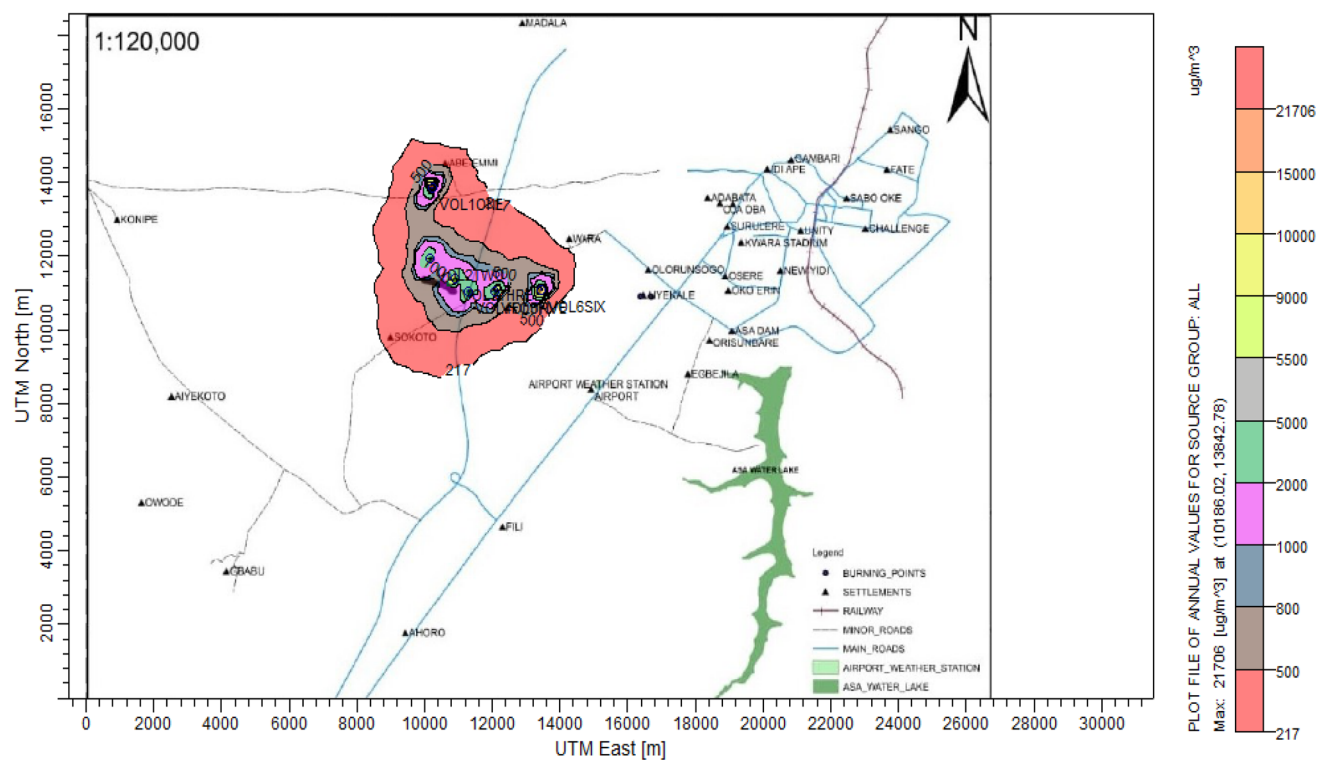 1:120,000
N
MADALA
SANGO
GAMBARI
IDI APE
FATE
ABE EMMI
500
ADABATA
SABO OKE
OJA OBA
KONIPE
SURULERE
UNITY
CHALLENGE
WARA
KWARA STADIUM
OLORUNSOGO
OSERE
NEW YIDI
OKO ERIN
500
ASA DAM
SOKOTO
ORISUNBARE
217
EGBEJILA
AIRPORT WEATHER STATION
AIRPORT
AIYEKOTO
ASA WATER LAKE
OWODE
FILI
GBABU
AHORO
Legend
BURNING_POINTS
SETTLEMENTS
RAILWAY
MINOR_ROADS
MAIN_ROADS
AIRPORT_WEATHER_STATION
ASA_WATER_LAKE
UTM North [m]
16000
14000
12000
10000
8000
6000
4000
2000
0 2000 4000 6000 8000 10000 12000 14000 16000 18000 20000 22000 24000 26000 28000 30000
UTM East [m]
PLOT FILE OF ANNUAL VALUES FOR SOURCE GROUP: ALL
ug/m^3
Max: 21706 [ug/m^3] at (10186.02, 13842.78)
21706
15000
10000
9000
5500
5000
2000
1000
800
500
217